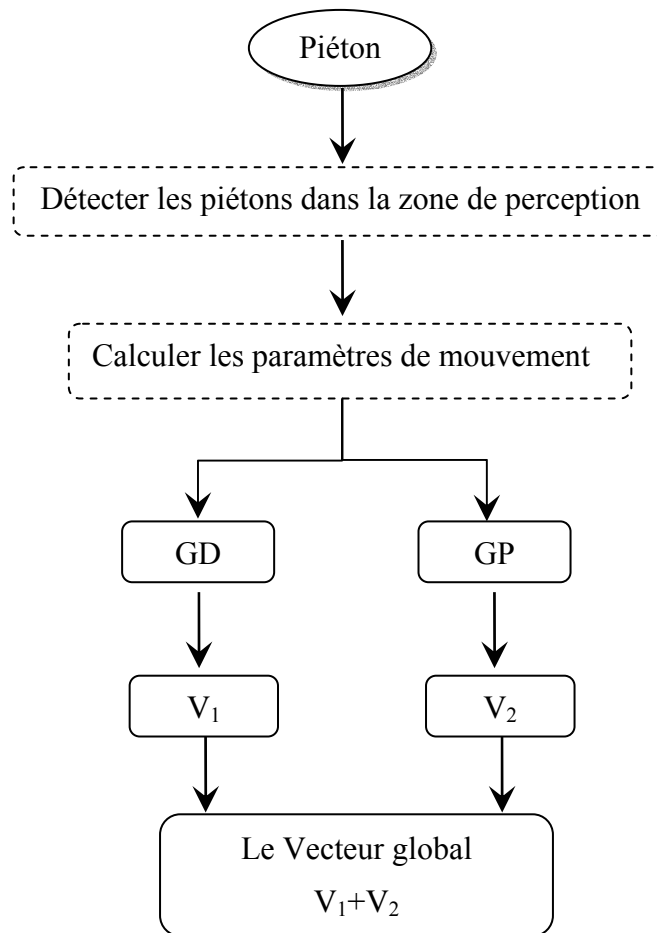 Piéton
Détecter les piétons dans la zone de perception
Calculer les paramètres de mouvement
GD
GP
V₁
V₂
Le Vecteur global
V₁+V₂